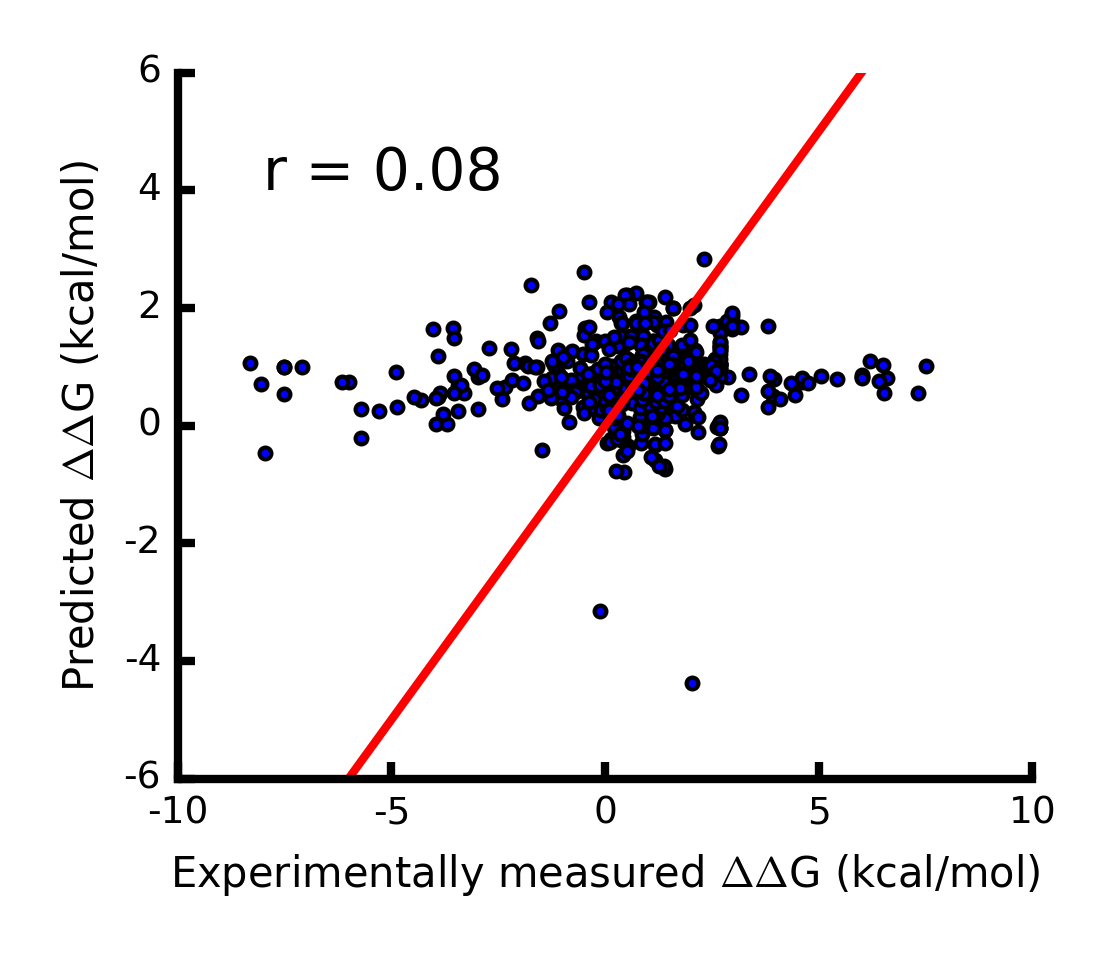 r = 0.08
Predicted ΔΔG (kcal/mol)
6
4
2
0
-2
-4
-6
-10 -5 0 5 10
Experimentally measured ΔΔG (kcal/mol)